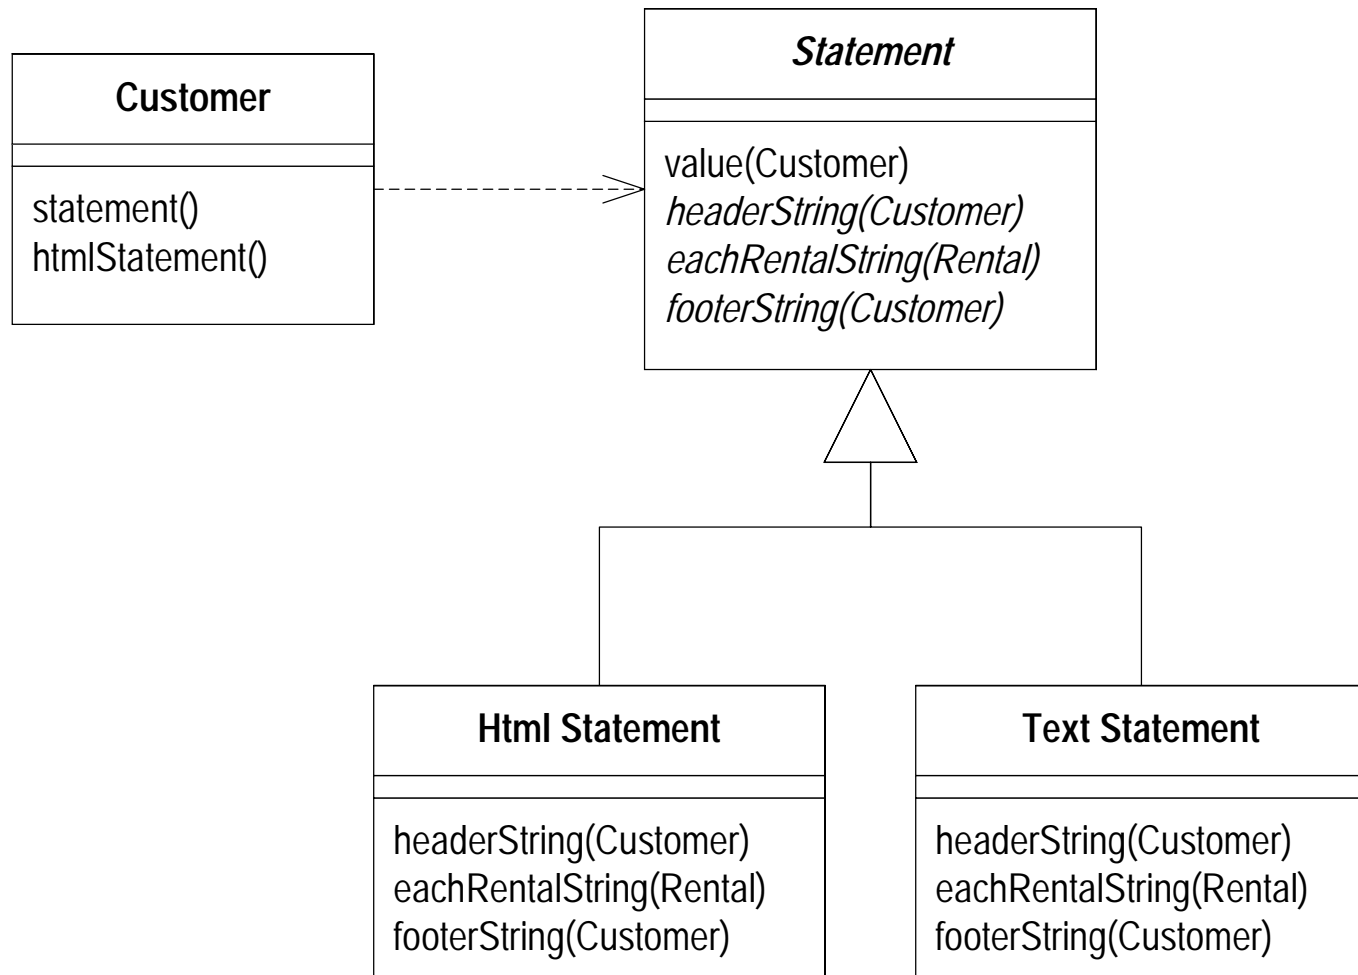 Customer
statement()
htmlStatement()
Statement
value(Customer)
headerString(Customer)
eachRentalString(Rental)
footerString(Customer)
Html Statement
headerString(Customer)
eachRentalString(Rental)
footerString(Customer)
Text Statement
headerString(Customer)
eachRentalString(Rental)
footerString(Customer)